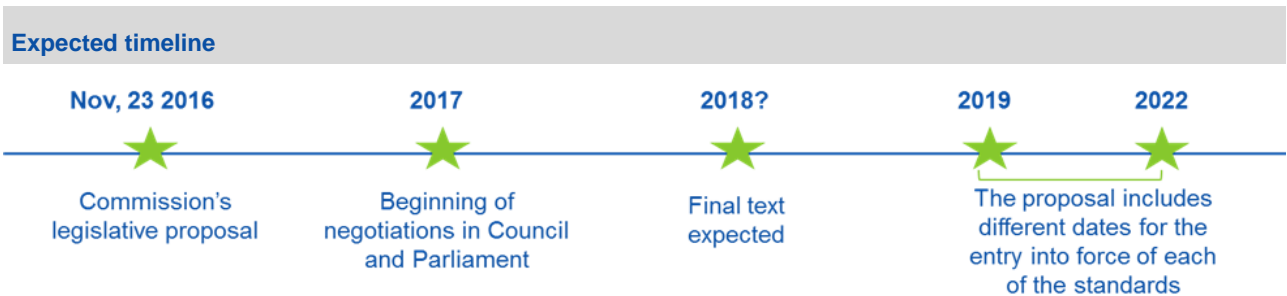 Expected timeline
Nov, 23 2016
2017
2018?
2019
2022
Commission’s
legislative proposal
Beginning of
negotiations in Council
and Parliament
Final text
expected
The proposal includes
different dates for the
entry into force of each
of the standards